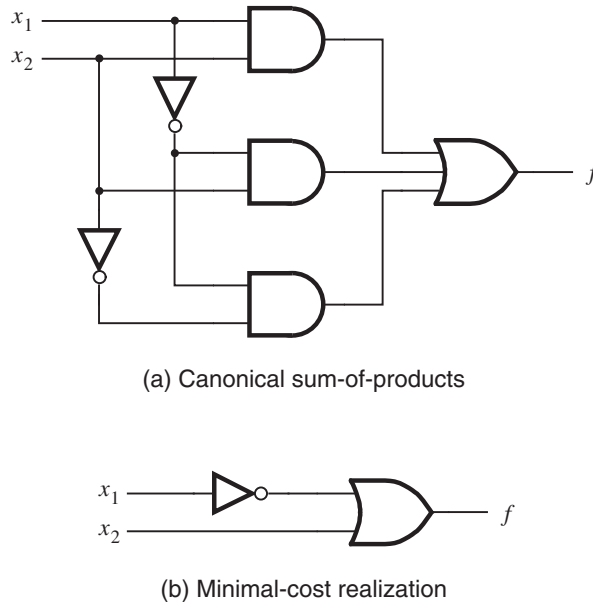 x₁
x₂
f
(a) Canonical sum-of-products
x₁
x₂
f
(b) Minimal-cost realization